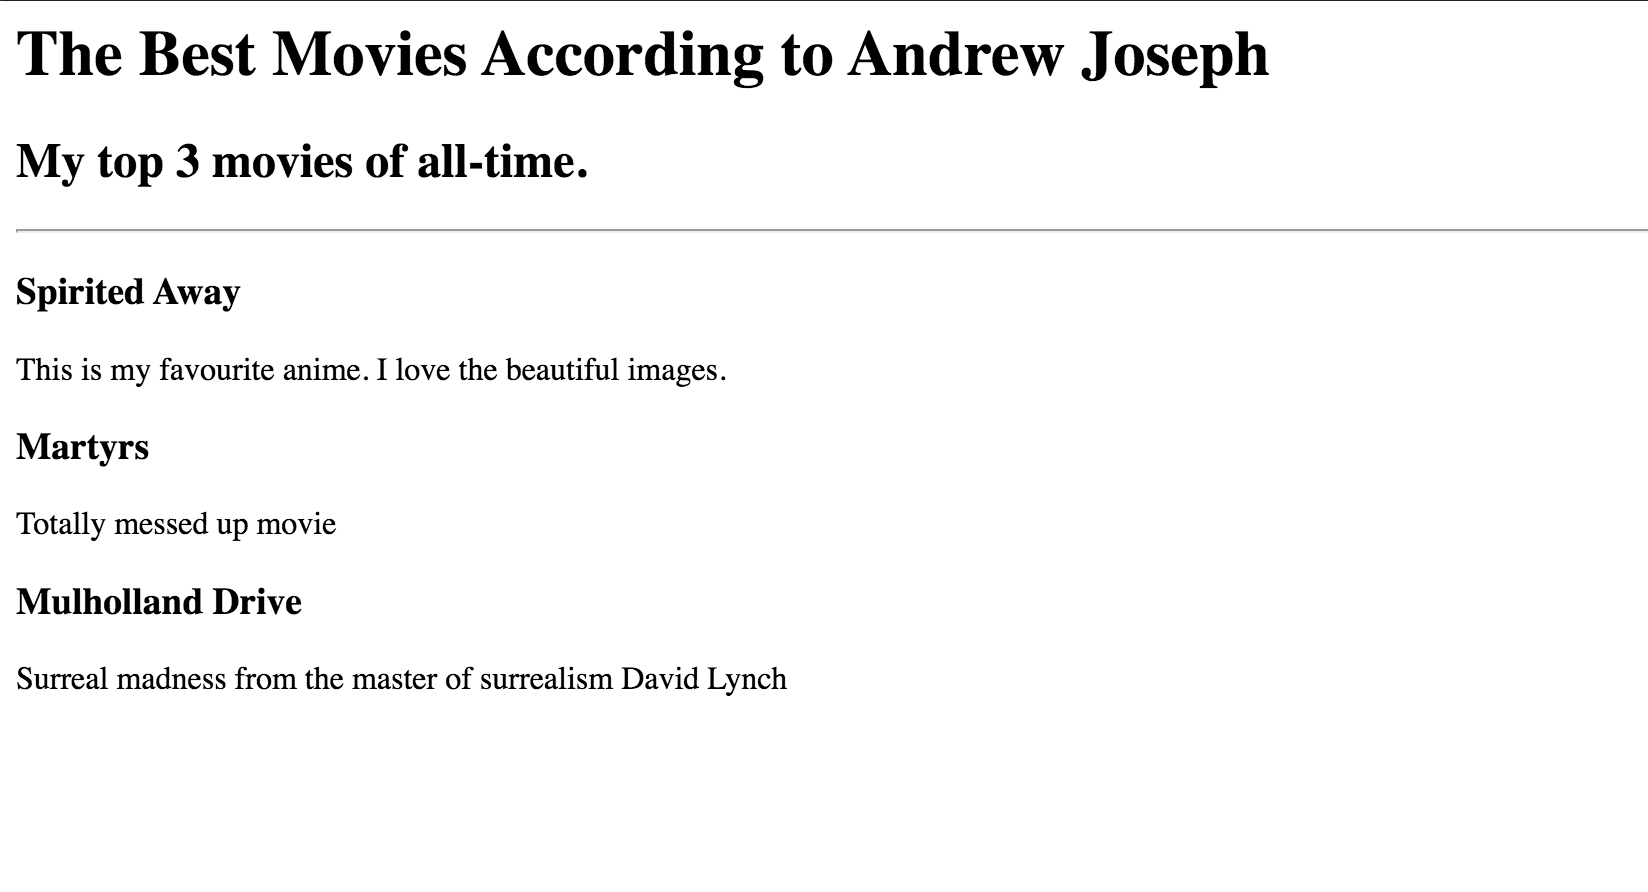 The Best Movies According to Andrew Joseph
My top 3 movies of all-time.
Spirited Away
This is my favourite anime. I love the beautiful images.
Martyrs
Totally messed up movie
Mulholland Drive
Surreal madness from the master of surrealism David Lynch